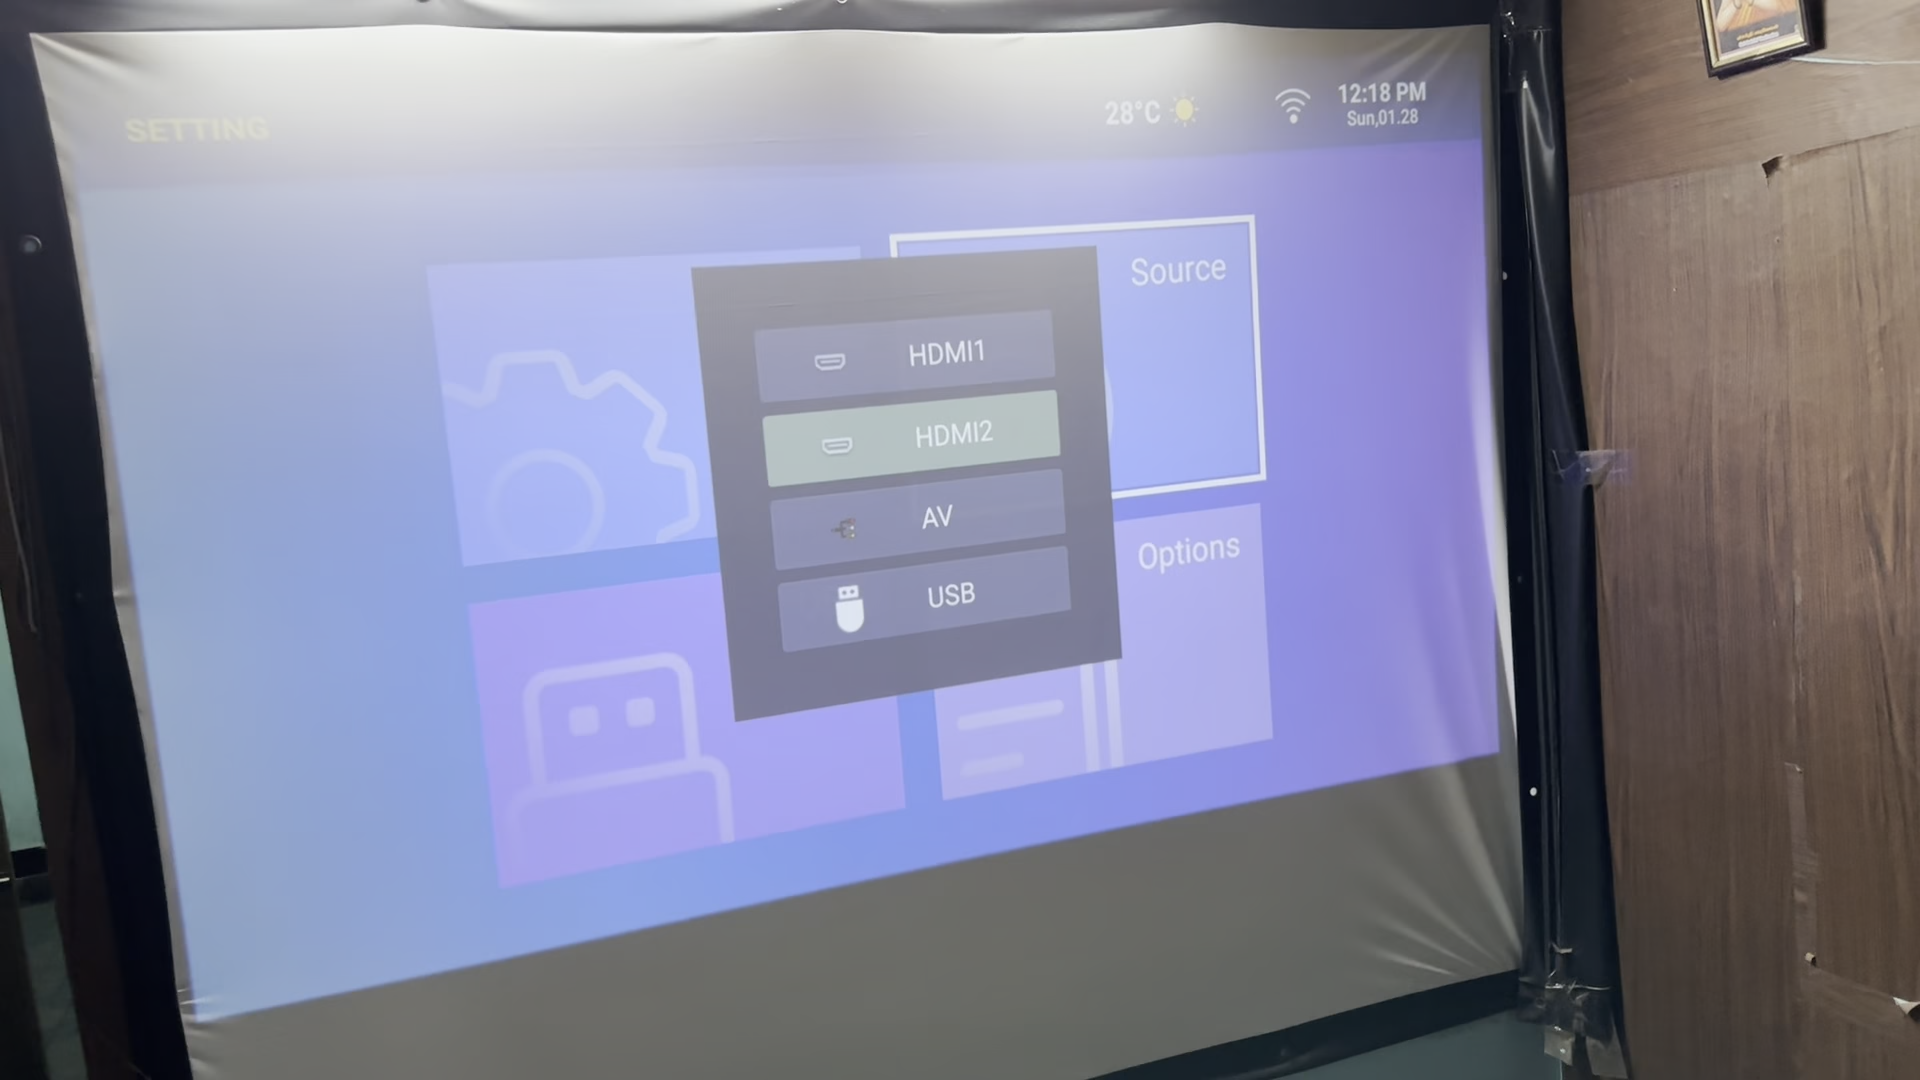 SETTING
28°C
12:18 PM
Sun,01.28
Source
HDMI1
HDMI2
AV
USB
Options